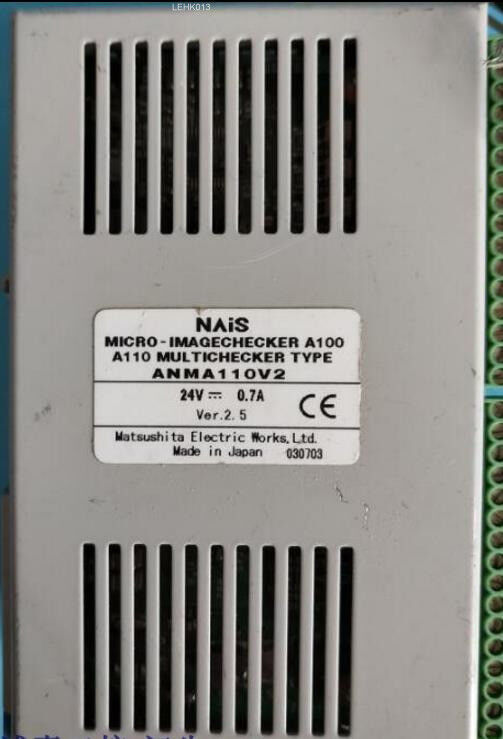 LEHK013
NAiS
MICRO-IMAGECHECKER A100
A110 MULTICHECKER TYPE
ANMA110V2
24V ⎓ 0.7A
Ver.2.5 CE
Matsushita Electric Works, Ltd.
Made in Japan 030703